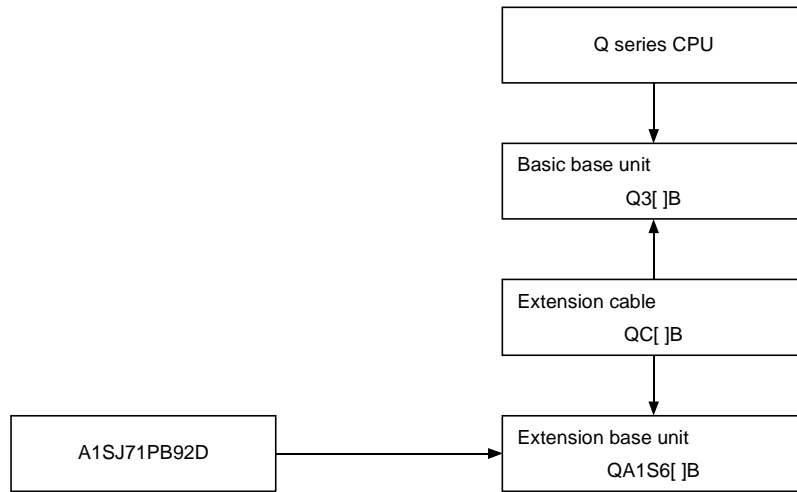 Q series CPU
Basic base unit
Q3[ ]B
Extension cable
QC[ ]B
A1SJ71PB92D
Extension base unit
QA1S6[ ]B